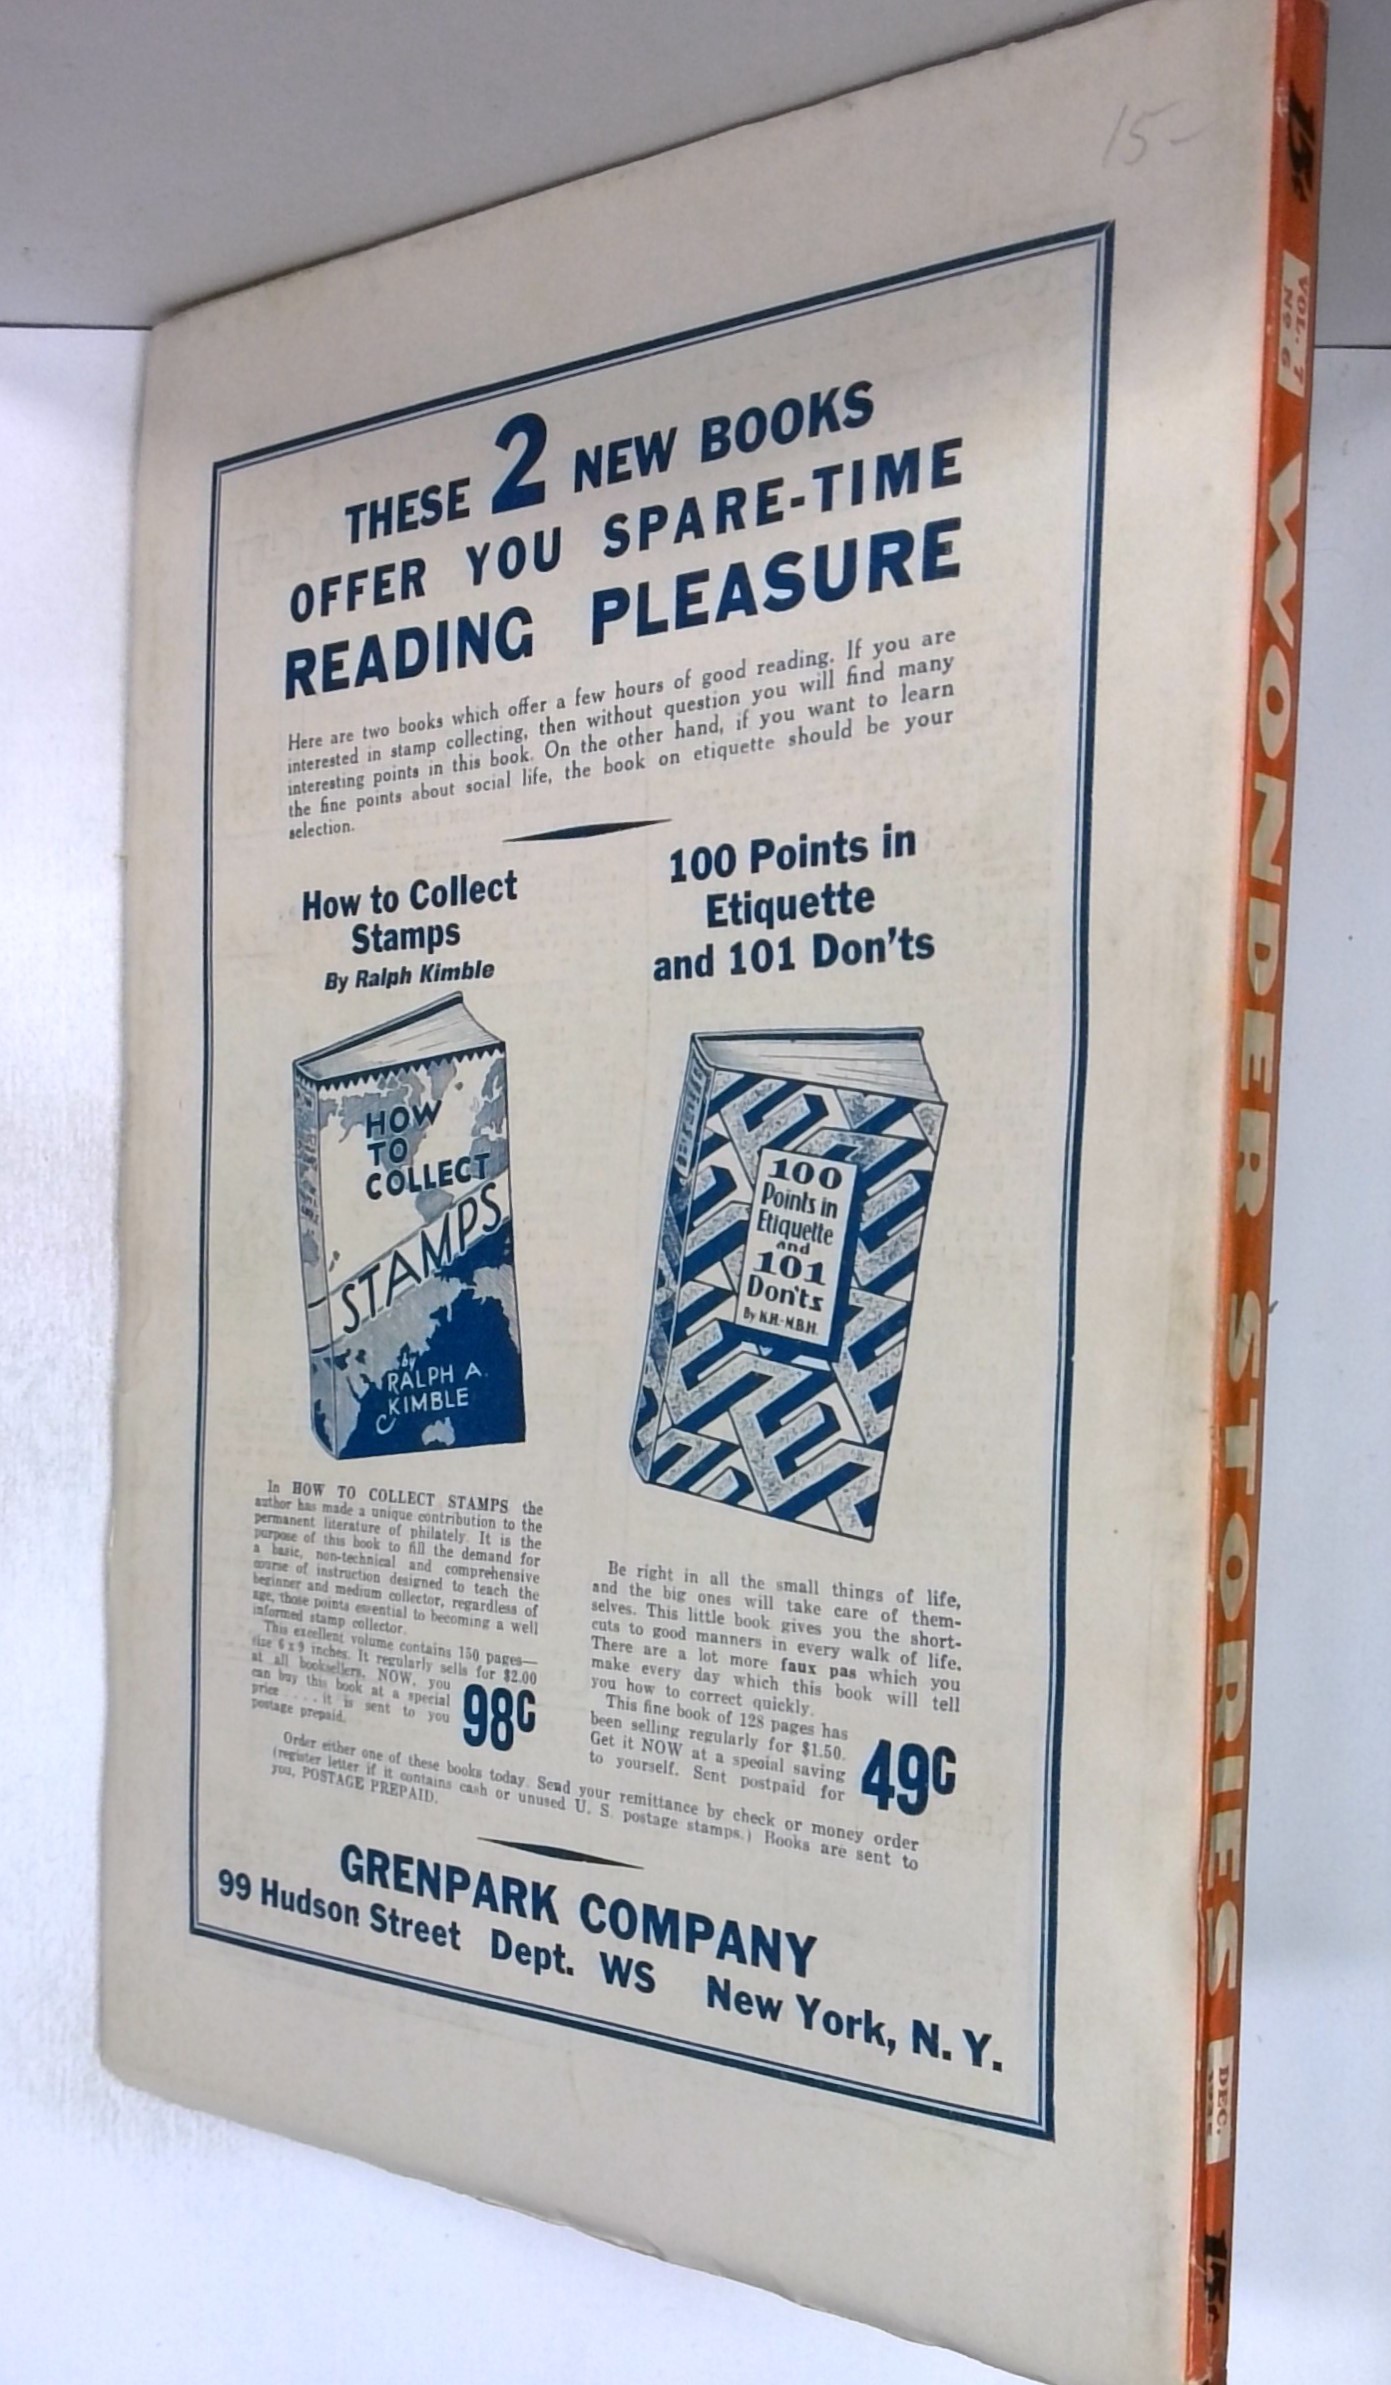 15-
THESE 2 NEW BOOKS
OFFER YOU SPARE-TIME
READING PLEASURE
Here are two books which offer a few hours of good reading. If you are
interested in stamp collecting, then without question you will find many
interesting points in this book. On the other hand, if you want to learn
the fine points about social life, the book on etiquette should be your
selection.
How to Collect
Stamps
By Ralph Kimble
HOW
TO
COLLECT
STAMPS
by
RALPH A.
KIMBLE
In HOW TO COLLECT STAMPS the
author has made a unique contribution to the
permanent literature of philately. It is the
purpose of this book to fill the demand for
a basic, non-technical and comprehensive
course of instruction designed to teach the
beginner and medium collector, regardless of
age, those points essential to becoming a well
informed stamp collector.
This excellent volume contains 150 pages—
size 6 x 9 inches. It regularly sells for $2.00
at all booksellers. NOW, you
can buy this book at a special
price . . . . it is sent to you
postage prepaid.
98c
100 Points in
Etiquette
and 101 Don'ts
100
Points in
Etiquette
and
101
Don'ts
By K.H.-M.B.H.
Be right in all the small things of life,
and the big ones will take care of them-
selves. This little book gives you the short-
cuts to good manners in every walk of life.
There are a lot more faux pas which you
make every day which this book will tell
you how to correct quickly.
This fine book of 128 pages has
been selling regularly for $1.50.
Get it NOW at a special saving
to yourself. Sent postpaid for
49c
Order either one of these books today. Send your remittance by check or money order
(register letter if it contains cash or unused U. S. postage stamps.) Books are sent to
you, POSTAGE PREPAID.
GRENPARK COMPANY
99 Hudson Street Dept. WS New York, N. Y.
15¢
VOL. 7
No 6
WONDER STORIES
DEC.
15¢